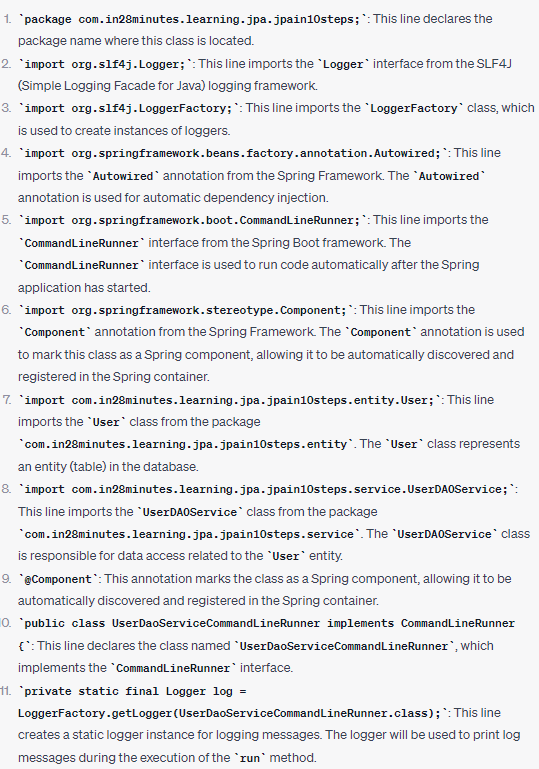 1. `package com.in28minutes.learning.jpa.jpain10steps;`: This line declares the
package name where this class is located.
2. `import org.slf4j.Logger;`: This line imports the `Logger` interface from the SLF4J
(Simple Logging Facade for Java) logging framework.
3. `import org.slf4j.LoggerFactory;`: This line imports the `LoggerFactory` class, which
is used to create instances of loggers.
4. `import org.springframework.beans.factory.annotation.Autowired;`: This line
imports the `Autowired` annotation from the Spring Framework. The `Autowired`
annotation is used for automatic dependency injection.
5. `import org.springframework.boot.CommandLineRunner;`: This line imports the
`CommandLineRunner` interface from the Spring Boot framework. The
`CommandLineRunner` interface is used to run code automatically after the Spring
application has started.
6. `import org.springframework.stereotype.Component;`: This line imports the
`Component` annotation from the Spring Framework. The `Component` annotation is used
to mark this class as a Spring component, allowing it to be automatically discovered and
registered in the Spring container.
7. `import com.in28minutes.learning.jpa.jpain10steps.entity.User;`: This line
imports the `User` class from the package
`com.in28minutes.learning.jpa.jpain10steps.entity`. The `User` class represents
an entity (table) in the database.
8. `import com.in28minutes.learning.jpa.jpain10steps.service.UserDAOService;`:
This line imports the `UserDAOService` class from the package
`com.in28minutes.learning.jpa.jpain10steps.service`. The `UserDAOService` class
is responsible for data access related to the `User` entity.
9. `@Component`: This annotation marks the class as a Spring component, allowing it to be
automatically discovered and registered in the Spring container.
10. `public class UserDaoServiceCommandLineRunner implements CommandLineRunner
{`: This line declares the class named `UserDaoServiceCommandLineRunner`, which
implements the `CommandLineRunner` interface.
11. `private static final Logger log =
LoggerFactory.getLogger(UserDaoServiceCommandLineRunner.class);`: This line
creates a static logger instance for logging messages. The logger will be used to print log
messages during the execution of the `run` method.